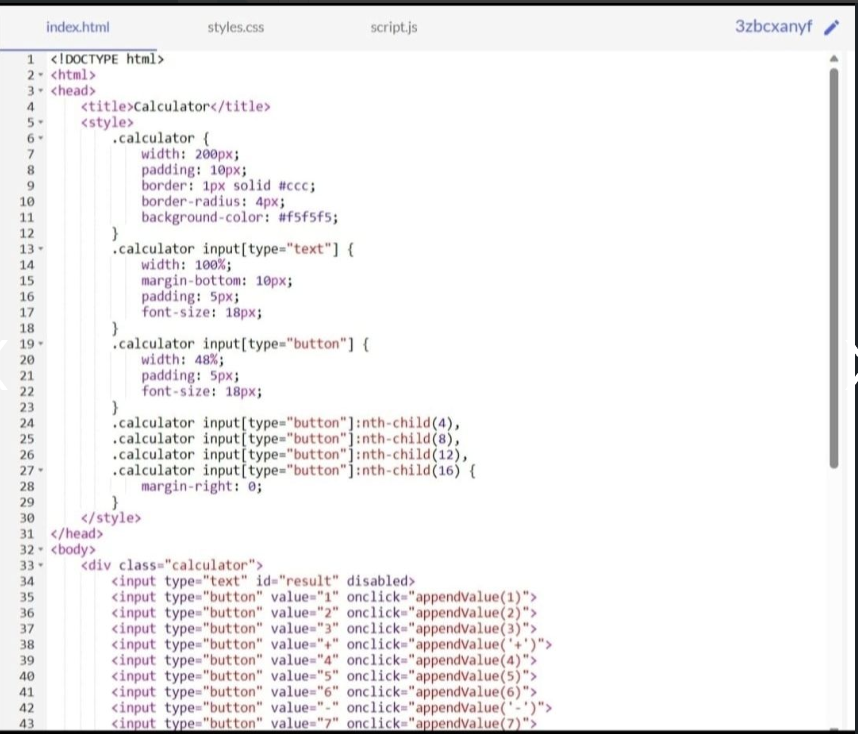 index.html styles.css script.js 3zbcxanyf
1 <!DOCTYPE html>
2 <html>
3 <head>
4 <title>Calculator</title>
5 <style>
6 .calculator {
7 width: 200px;
8 padding: 10px;
9 border: 1px solid #ccc;
10 border-radius: 4px;
11 background-color: #f5f5f5;
12 }
13 .calculator input[type="text"] {
14 width: 100%;
15 margin-bottom: 10px;
16 padding: 5px;
17 font-size: 18px;
18 }
19 .calculator input[type="button"] {
20 width: 48%;
21 padding: 5px;
22 font-size: 18px;
23 }
24 .calculator input[type="button"]:nth-child(4),
25 .calculator input[type="button"]:nth-child(8),
26 .calculator input[type="button"]:nth-child(12),
27 .calculator input[type="button"]:nth-child(16) {
28 margin-right: 0;
29 }
30 </style>
31 </head>
32 <body>
33 <div class="calculator">
34 <input type="text" id="result" disabled>
35 <input type="button" value="1" onclick="appendValue(1)">
36 <input type="button" value="2" onclick="appendValue(2)">
37 <input type="button" value="3" onclick="appendValue(3)">
38 <input type="button" value="+" onclick="appendValue('+')">
39 <input type="button" value="4" onclick="appendValue(4)">
40 <input type="button" value="5" onclick="appendValue(5)">
41 <input type="button" value="6" onclick="appendValue(6)">
42 <input type="button" value="-" onclick="appendValue('-')">
43 <input type="button" value="7" onclick="appendValue(7)">